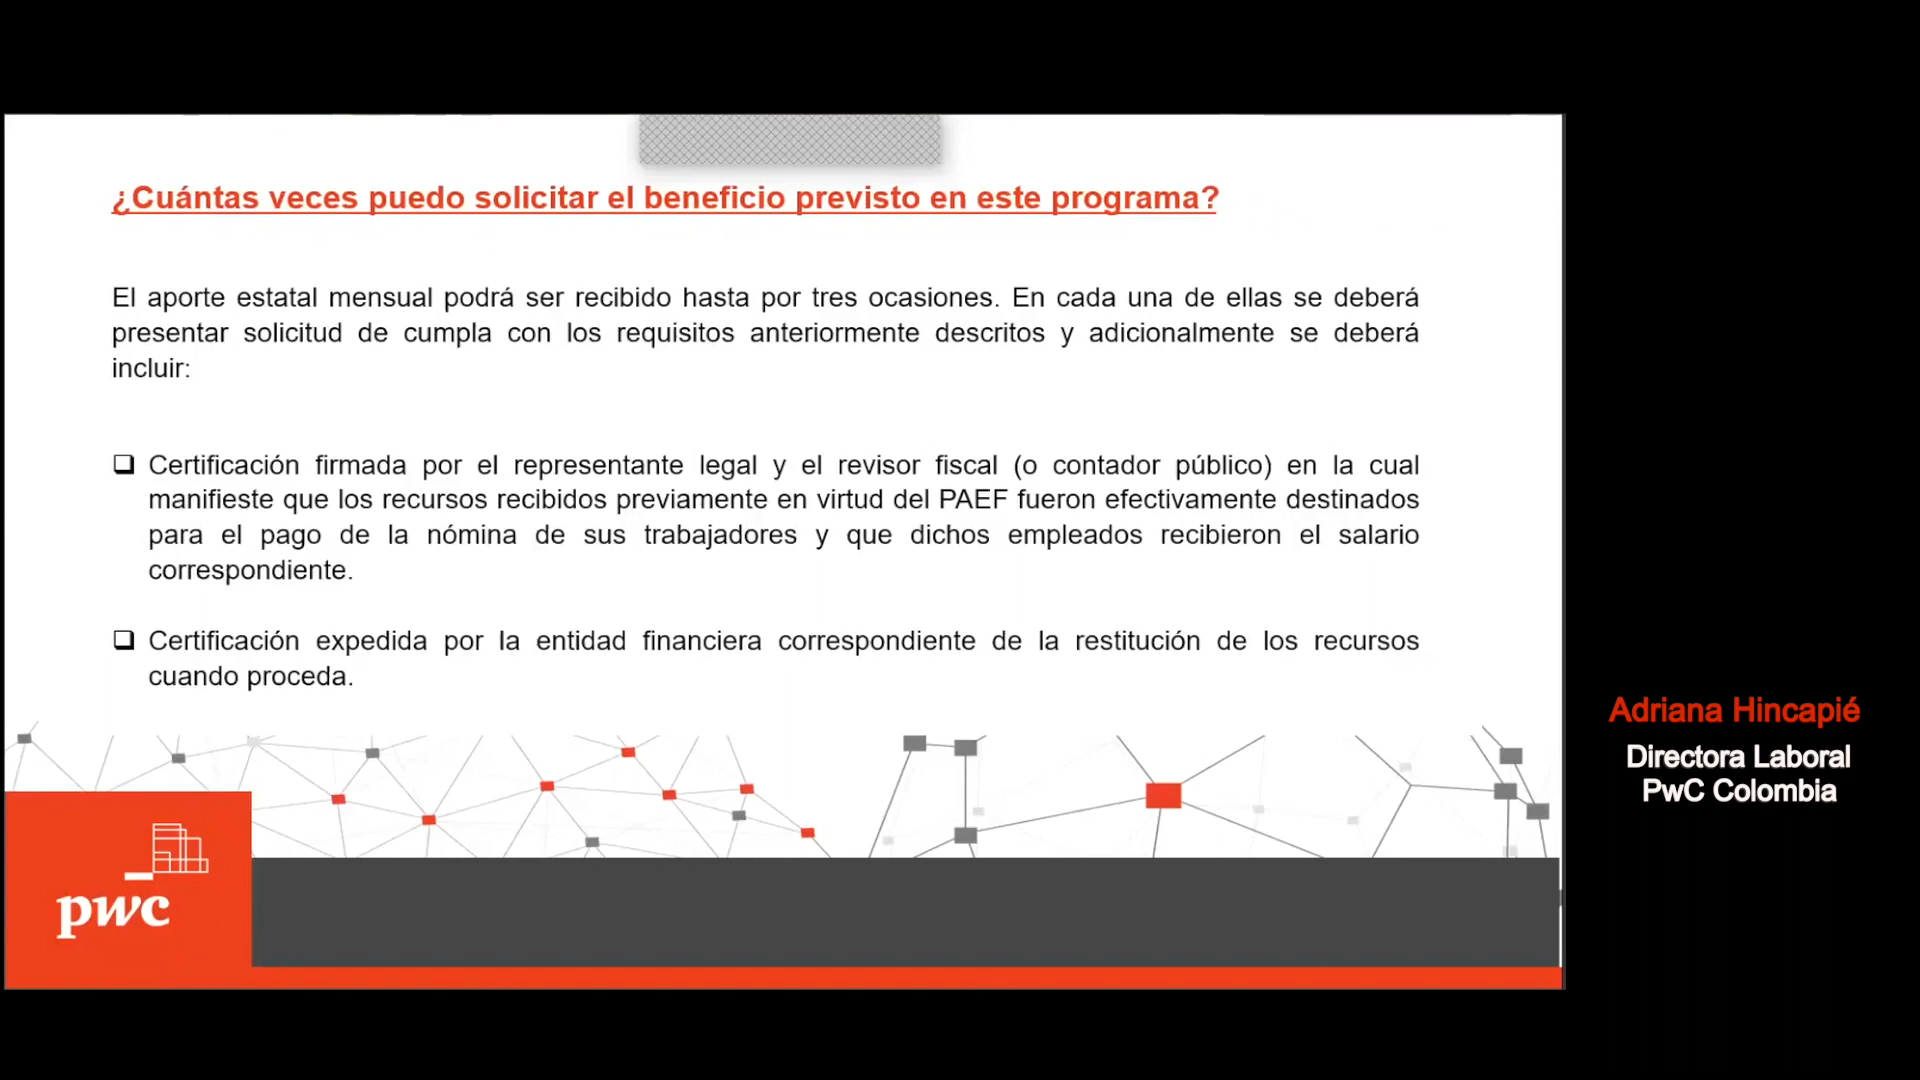 ¿Cuántas veces puedo solicitar el beneficio previsto en este programa?
El aporte estatal mensual podrá ser recibido hasta por tres ocasiones. En cada una de ellas se deberá
presentar solicitud de cumpla con los requisitos anteriormente descritos y adicionalmente se deberá
incluir:
Certificación firmada por el representante legal y el revisor fiscal (o contador público) en la cual
manifieste que los recursos recibidos previamente en virtud del PAEF fueron efectivamente destinados
para el pago de la nómina de sus trabajadores y que dichos empleados recibieron el salario
correspondiente.
Certificación expedida por la entidad financiera correspondiente de la restitución de los recursos
cuando proceda.
Adriana Hincapié
Directora Laboral
PwC Colombia
pwc